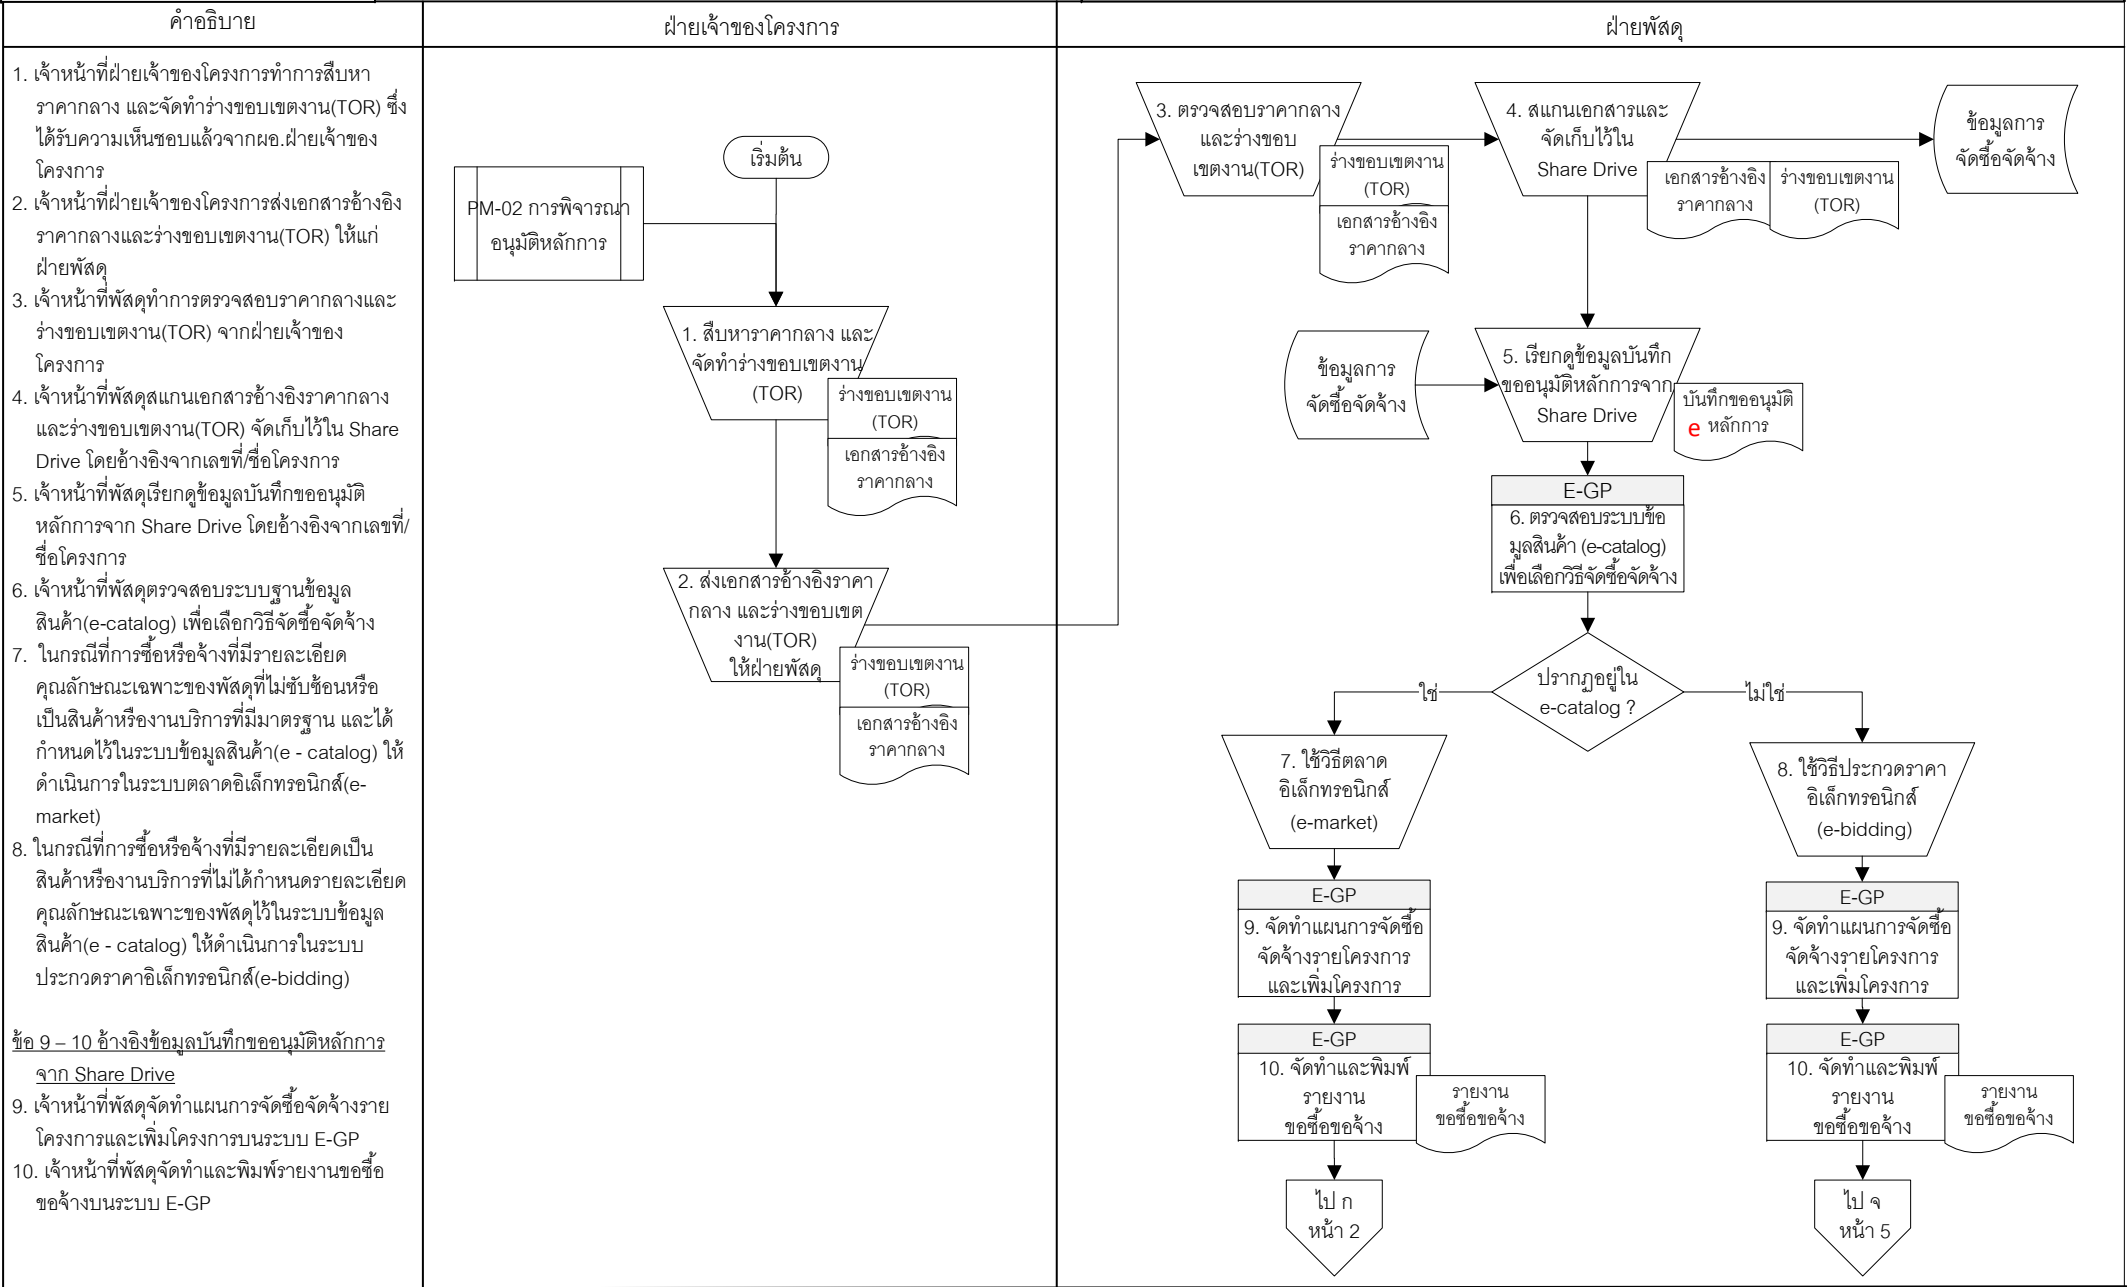 คำอธิบาย
ฝ่ายเจ้าของโครงการ
ฝ่ายพัสดุ
1. เจ้าหน้าที่ฝ่ายเจ้าของโครงการทำการสืบหา
ราคากลาง และจัดทำร่างขอบเขตงาน(TOR) ซึ่ง
ได้รับความเห็นชอบแล้วจากผอ.ฝ่ายเจ้าของ
โครงการ
2. เจ้าหน้าที่ฝ่ายเจ้าของโครงการส่งเอกสารอ้างอิง
ราคากลางและร่างขอบเขตงาน(TOR) ให้แก่
ฝ่ายพัสดุ
3. เจ้าหน้าที่พัสดุทำการตรวจสอบราคากลางและ
ร่างขอบเขตงาน(TOR) จากฝ่ายเจ้าของ
โครงการ
4. เจ้าหน้าที่พัสดุสแกนเอกสารอ้างอิงราคากลาง
และร่างขอบเขตงาน(TOR) จัดเก็บไว้ใน Share
Drive โดยอ้างอิงจากเลขที่/ชื่อโครงการ
5. เจ้าหน้าที่พัสดุเรียกดูข้อมูลบันทึกขออนุมัติ
หลักการจาก Share Drive โดยอ้างอิงจากเลขที่/
ชื่อโครงการ
6. เจ้าหน้าที่พัสดุตรวจสอบระบบฐานข้อมูล
สินค้า(e-catalog) เพื่อเลือกวิธีจัดซื้อจัดจ้าง
7. ในกรณีที่การซื้อหรือจ้างที่มีรายละเอียด
คุณลักษณะเฉพาะของพัสดุที่ไม่ซับซ้อนหรือ
เป็นสินค้าหรืองานบริการที่มีมาตรฐาน และได้
กำหนดไว้ในระบบข้อมูลสินค้า(e - catalog) ให้
ดำเนินการในระบบตลาดอิเล็กทรอนิกส์(e-
market)
8. ในกรณีที่การซื้อหรือจ้างที่มีรายละเอียดเป็น
สินค้าหรืองานบริการที่ไม่ได้กำหนดรายละเอียด
คุณลักษณะเฉพาะของพัสดุไว้ในระบบข้อมูล
สินค้า(e - catalog) ให้ดำเนินการในระบบ
ประกวดราคาอิเล็กทรอนิกส์(e-bidding)
ข้อ 9 – 10 อ้างอิงข้อมูลบันทึกขออนุมัติหลักการ
จาก Share Drive
9. เจ้าหน้าที่พัสดุจัดทำแผนการจัดซื้อจัดจ้างราย
โครงการและเพิ่มโครงการบนระบบ E-GP
10. เจ้าหน้าที่พัสดุจัดทำและพิมพ์รายงานขอซื้อ
ขอจ้างบนระบบ E-GP
เริ่มต้น
PM-02 การพิจารณา
อนุมัติหลักการ
1. สืบหาราคากลาง และ
จัดทำร่างขอบเขตงาน
(TOR)
ร่างขอบเขตงาน
(TOR)
เอกสารอ้างอิง
ราคากลาง
2. ส่งเอกสารอ้างอิงราคา
กลาง และร่างขอบเขต
งาน(TOR)
ให้ฝ่ายพัสดุ
ร่างขอบเขตงาน
(TOR)
เอกสารอ้างอิง
ราคากลาง
3. ตรวจสอบราคากลาง
และร่างขอบ
เขตงาน(TOR)
ร่างขอบเขตงาน
(TOR)
เอกสารอ้างอิง
ราคากลาง
4. สแกนเอกสารและ
จัดเก็บไว้ใน
Share Drive
เอกสารอ้างอิง
ราคากลาง
ร่างขอบเขตงาน
(TOR)
ข้อมูลการ
จัดซื้อจัดจ้าง
ข้อมูลการ
จัดซื้อจัดจ้าง
5. เรียกดูข้อมูลบันทึก
ขออนุมัติหลักการจาก
Share Drive
บันทึกขออนุมัติ
e หลักการ
E-GP
6. ตรวจสอบระบบข้อ
มูลสินค้า (e-catalog)
เพื่อเลือกวิธีจัดซื้อจัดจ้าง
ปรากฏอยู่ใน
e-catalog ?
ใช่
ไม่ใช่
7. ใช้วิธีตลาด
อิเล็กทรอนิกส์
(e-market)
8. ใช้วิธีประกวดราคา
อิเล็กทรอนิกส์
(e-bidding)
E-GP
9. จัดทำแผนการจัดซื้อ
จัดจ้างรายโครงการ
และเพิ่มโครงการ
E-GP
9. จัดทำแผนการจัดซื้อ
จัดจ้างรายโครงการ
และเพิ่มโครงการ
E-GP
10. จัดทำและพิมพ์
รายงาน
ขอซื้อขอจ้าง
รายงาน
ขอซื้อขอจ้าง
E-GP
10. จัดทำและพิมพ์
รายงาน
ขอซื้อขอจ้าง
รายงาน
ขอซื้อขอจ้าง
ไป ก
หน้า 2
ไป จ
หน้า 5